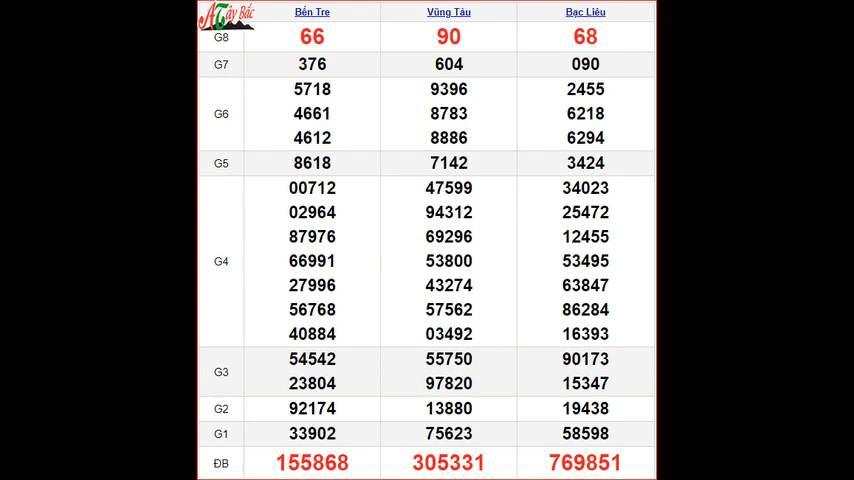 A Tây Bắc
Bến Tre Vũng Tàu Bạc Liêu
G8 66 90 68
G7 376 604 090
5718 9396 2455
G6 4661 8783 6218
4612 8886 6294
G5 8618 7142 3424
00712 47599 34023
02964 94312 25472
87976 69296 12455
G4 66991 53800 53495
27996 43274 63847
56768 57562 86284
40884 03492 16393
54542 55750 90173
G3
23804 97820 15347
G2 92174 13880 19438
G1 33902 75623 58598
ĐB 155868 305331 769851